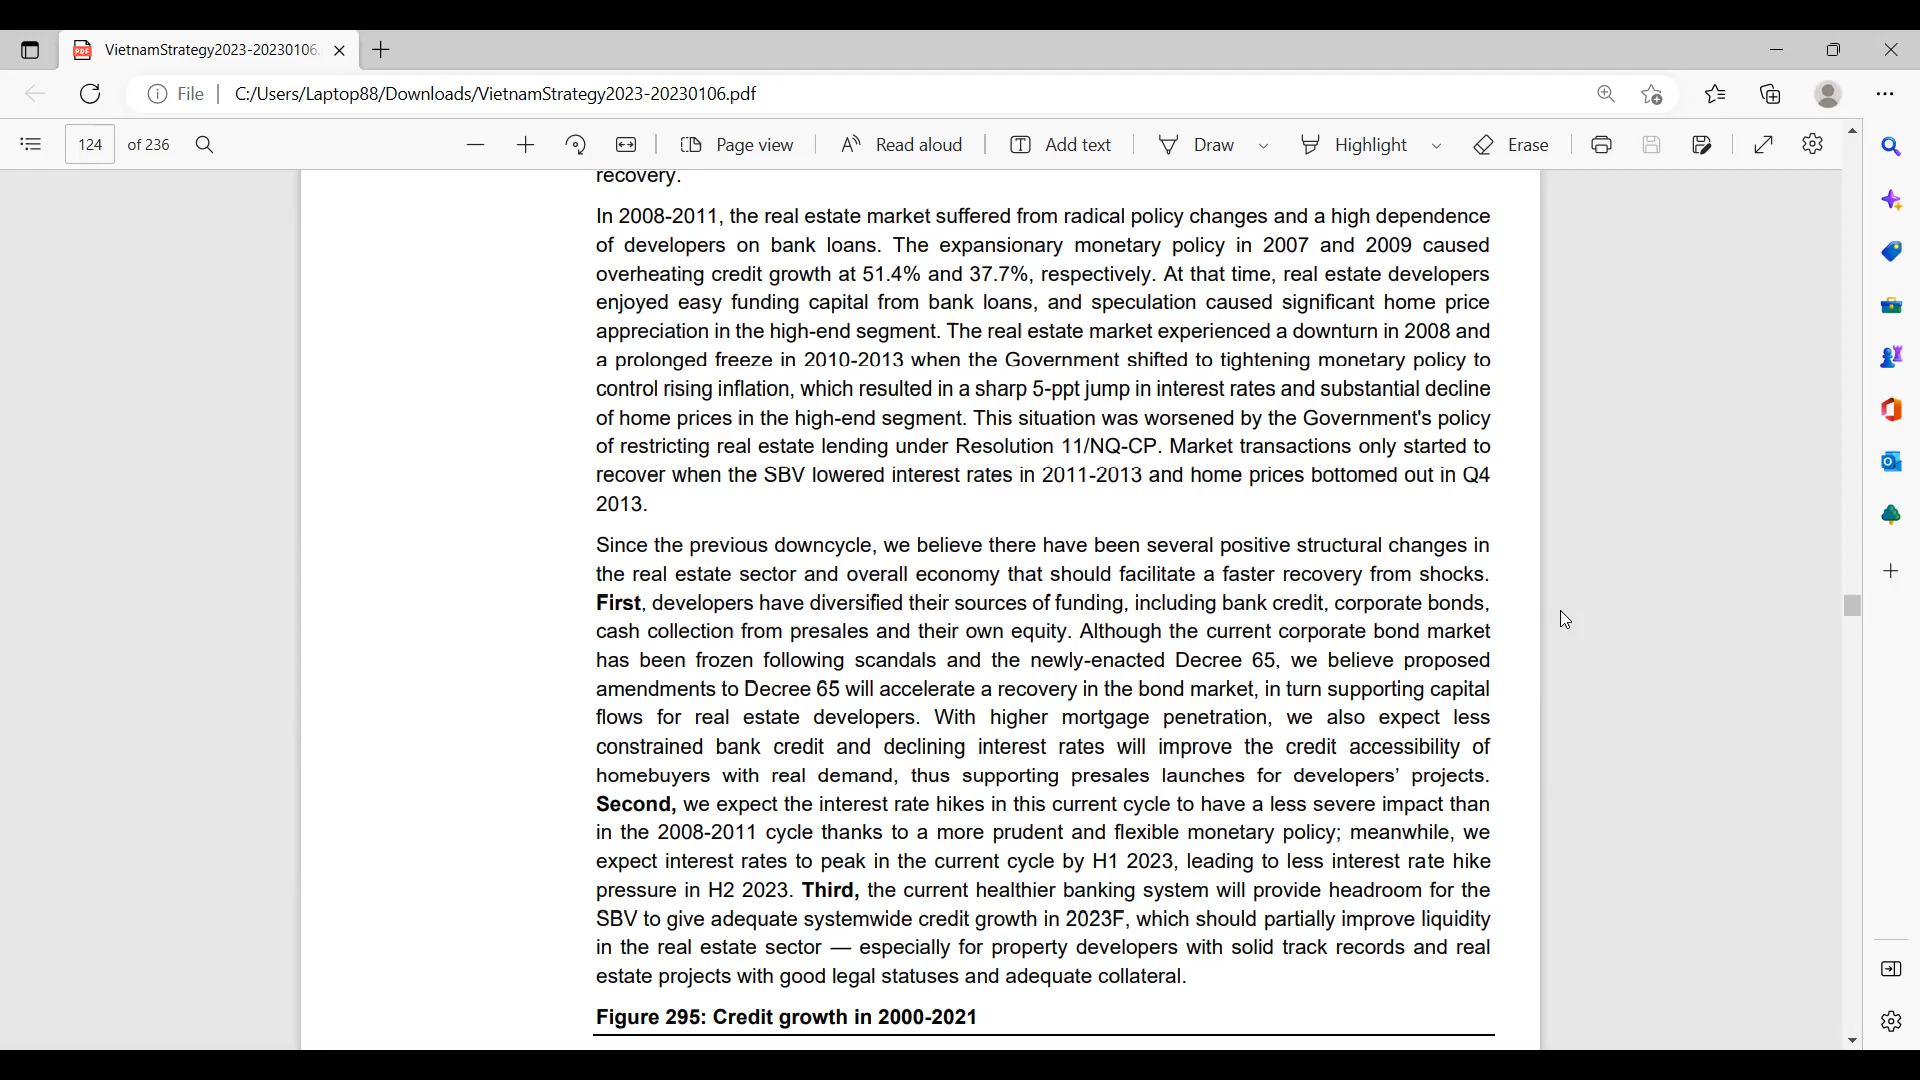 VietnamStrategy2023-20230106
File
C:/Users/Laptop88/Downloads/VietnamStrategy2023-20230106.pdf
124 of 236
Page view
Read aloud
Add text
Draw
Highlight
Erase
recovery.
In 2008-2011, the real estate market suffered from radical policy changes and a high dependence
of developers on bank loans. The expansionary monetary policy in 2007 and 2009 caused
overheating credit growth at 51.4% and 37.7%, respectively. At that time, real estate developers
enjoyed easy funding capital from bank loans, and speculation caused significant home price
appreciation in the high-end segment. The real estate market experienced a downturn in 2008 and
a prolonged freeze in 2010-2013 when the Government shifted to tightening monetary policy to
control rising inflation, which resulted in a sharp 5-ppt jump in interest rates and substantial decline
of home prices in the high-end segment. This situation was worsened by the Government's policy
of restricting real estate lending under Resolution 11/NQ-CP. Market transactions only started to
recover when the SBV lowered interest rates in 2011-2013 and home prices bottomed out in Q4
2013.
Since the previous downcycle, we believe there have been several positive structural changes in
the real estate sector and overall economy that should facilitate a faster recovery from shocks.
First, developers have diversified their sources of funding, including bank credit, corporate bonds,
cash collection from presales and their own equity. Although the current corporate bond market
has been frozen following scandals and the newly-enacted Decree 65, we believe proposed
amendments to Decree 65 will accelerate a recovery in the bond market, in turn supporting capital
flows for real estate developers. With higher mortgage penetration, we also expect less
constrained bank credit and declining interest rates will improve the credit accessibility of
homebuyers with real demand, thus supporting presales launches for developers’ projects.
Second, we expect the interest rate hikes in this current cycle to have a less severe impact than
in the 2008-2011 cycle thanks to a more prudent and flexible monetary policy; meanwhile, we
expect interest rates to peak in the current cycle by H1 2023, leading to less interest rate hike
pressure in H2 2023. Third, the current healthier banking system will provide headroom for the
SBV to give adequate systemwide credit growth in 2023F, which should partially improve liquidity
in the real estate sector — especially for property developers with solid track records and real
estate projects with good legal statuses and adequate collateral.
Figure 295: Credit growth in 2000-2021